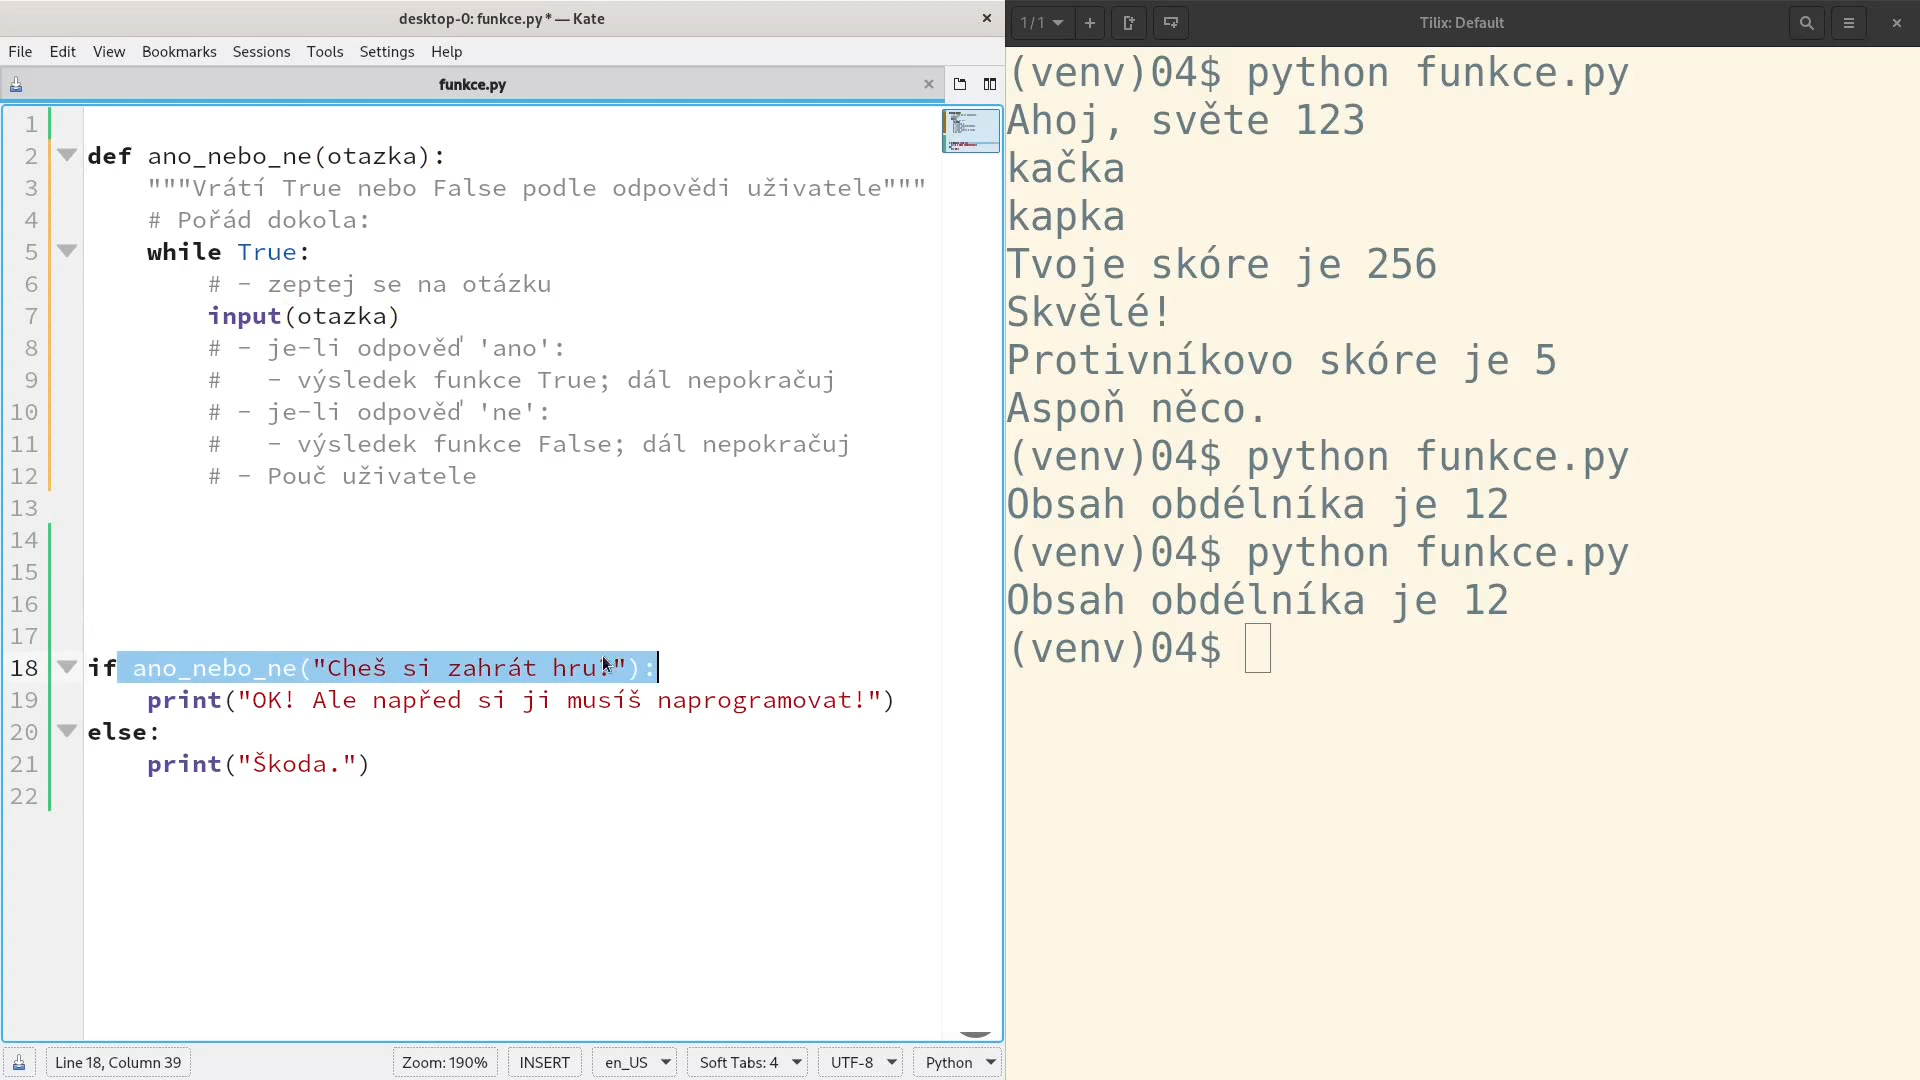 desktop-0: funkce.py * — Kate
File Edit View Bookmarks Sessions Tools Settings Help
funkce.py
1
2 def ano_nebo_ne(otazka):
3 """Vrátí True nebo False podle odpovědi uživatele"""
4 # Pořád dokola:
5 while True:
6 # - zeptej se na otázku
7 input(otazka)
8 # - je-li odpověď 'ano':
9 #   - výsledek funkce True; dál nepokračuj
10 # - je-li odpověď 'ne':
11 #   - výsledek funkce False; dál nepokračuj
12 # - Pouč uživatele
13
14
15
16
17
18 if ano_nebo_ne("Cheš si zahrát hru?"):
19 print("OK! Ale napřed si ji musíš naprogramovat!")
20 else:
21 print("Škoda.")
22
Line 18, Column 39 Zoom: 190% INSERT en_US Soft Tabs: 4 UTF-8 Python
1 / 1 Tilix: Default
(venv)04$ python funkce.py
Ahoj, světe 123
kačka
kapka
Tvoje skóre je 256
Skvělé!
Protivníkovo skóre je 5
Aspoň něco.
(venv)04$ python funkce.py
Obsah obdélníka je 12
(venv)04$ python funkce.py
Obsah obdélníka je 12
(venv)04$